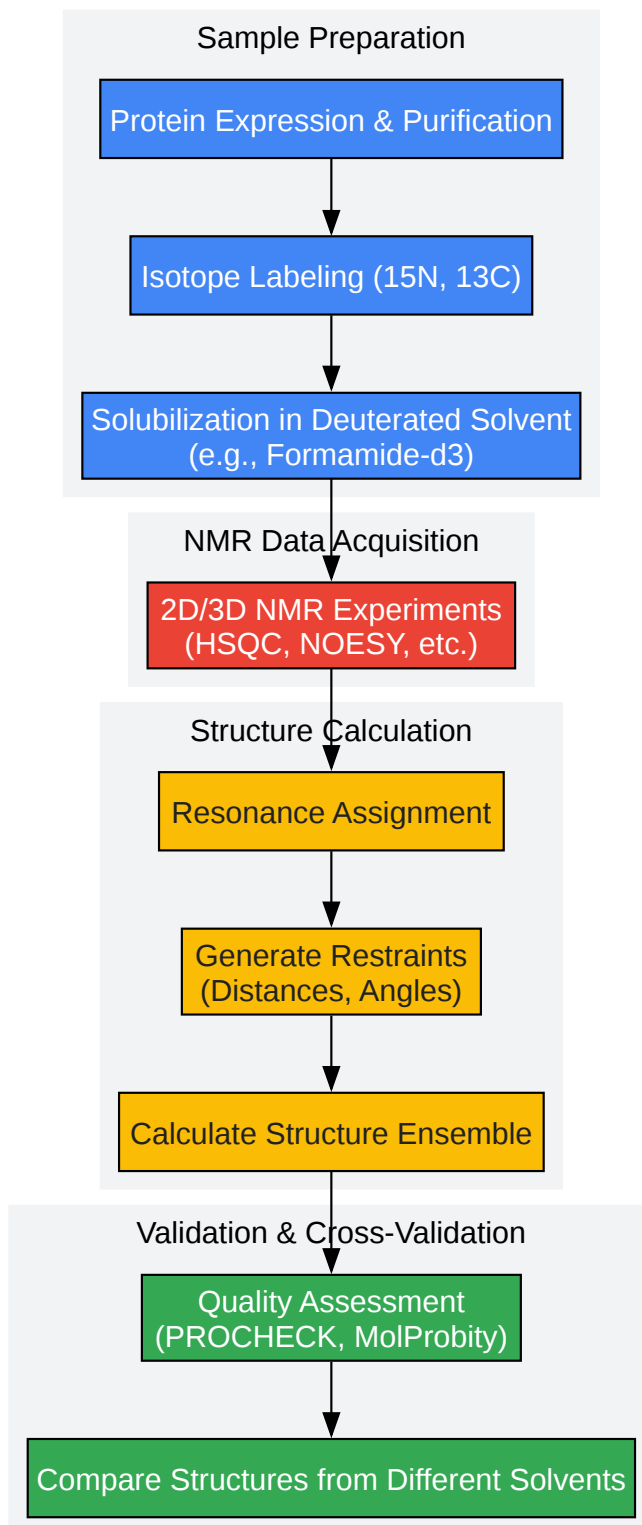 Sample Preparation
Protein Expression & Purification
Isotope Labeling (15N, 13C)
Solubilization in Deuterated Solvent
(e.g., Formamide-d3)
NMR Data Acquisition
2D/3D NMR Experiments
(HSQC, NOESY, etc.)
Structure Calculation
Resonance Assignment
Generate Restraints
(Distances, Angles)
Calculate Structure Ensemble
Validation & Cross-Validation
Quality Assessment
(PROCHECK, MolProbity)
Compare Structures from Different Solvents